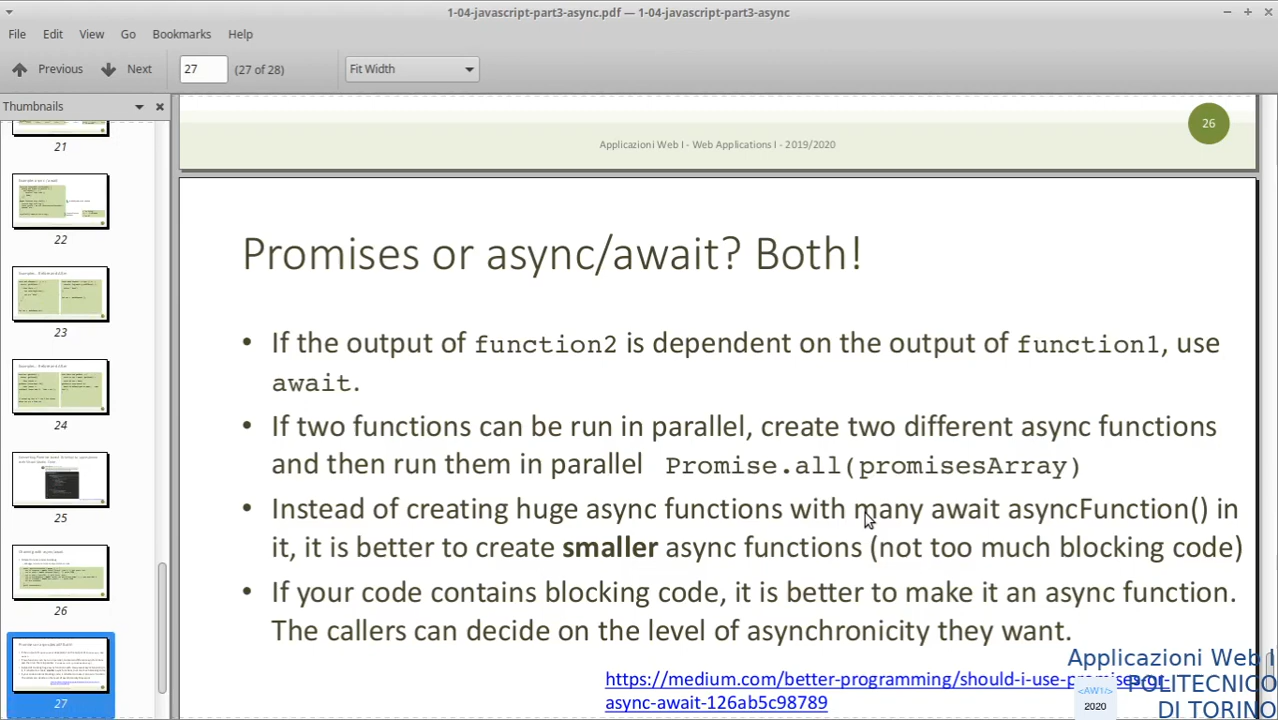 1-04-javascript-part3-async.pdf — 1-04-javascript-part3-async
File Edit View Go Bookmarks Help
Previous Next 27 (27 of 28) Fit Width
Thumbnails
21
22
23
24
25
26
27
26
Applicazioni Web I - Web Applications I - 2019/2020
Promises or async/await? Both!
• If the output of function2 is dependent on the output of function1, use
await.
• If two functions can be run in parallel, create two different async functions
and then run them in parallel Promise.all(promisesArray)
• Instead of creating huge async functions with many await asyncFunction() in
it, it is better to create smaller async functions (not too much blocking code)
• If your code contains blocking code, it is better to make it an async function.
The callers can decide on the level of asynchronicity they want.
https://medium.com/better-programming/should-i-use-promises-or-
async-await-126ab5c98789
Applicazioni Web I
<AW1/> POLITECNICO
2020 DI TORINO